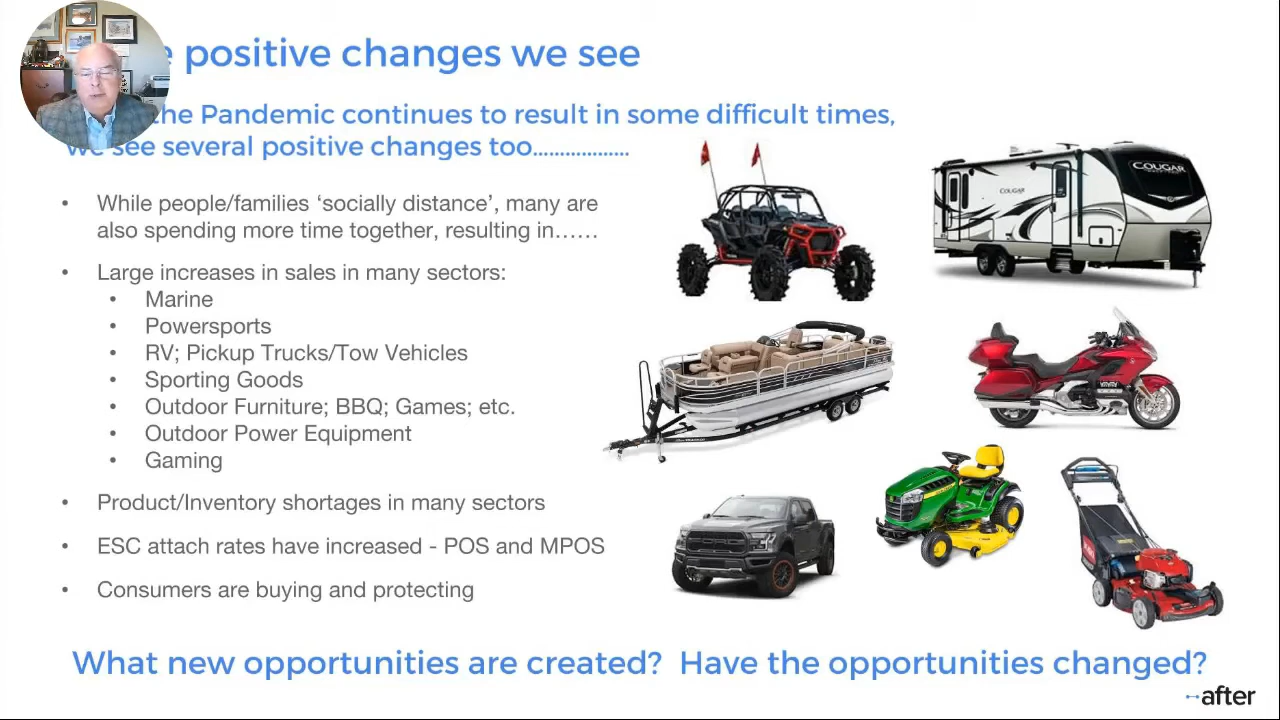 positive changes we see
the Pandemic continues to result in some difficult times,
we see several positive changes too..................
• While people/families ‘socially distance’, many are
also spending more time together, resulting in……
• Large increases in sales in many sectors:
• Marine
• Powersports
• RV; Pickup Trucks/Tow Vehicles
• Sporting Goods
• Outdoor Furniture; BBQ; Games; etc.
• Outdoor Power Equipment
• Gaming
• Product/Inventory shortages in many sectors
• ESC attach rates have increased - POS and MPOS
• Consumers are buying and protecting
COUGAR
COUGAR
What new opportunities are created? Have the opportunities changed?
after